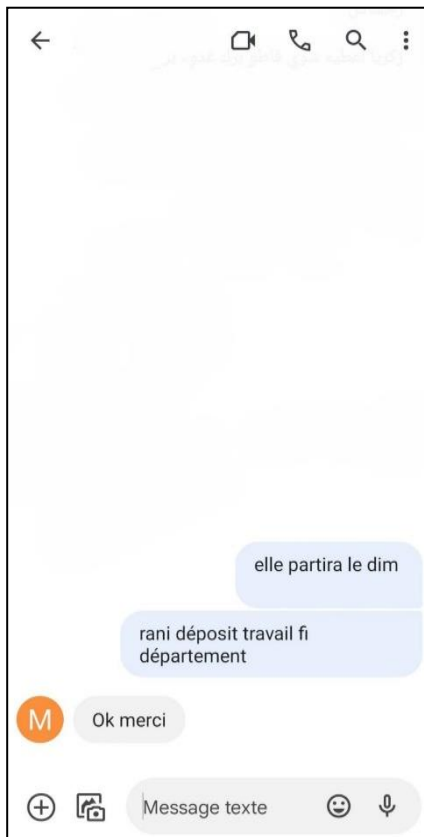 elle partira le dim
rani déposit travail fi
département
M
Ok merci
Message texte